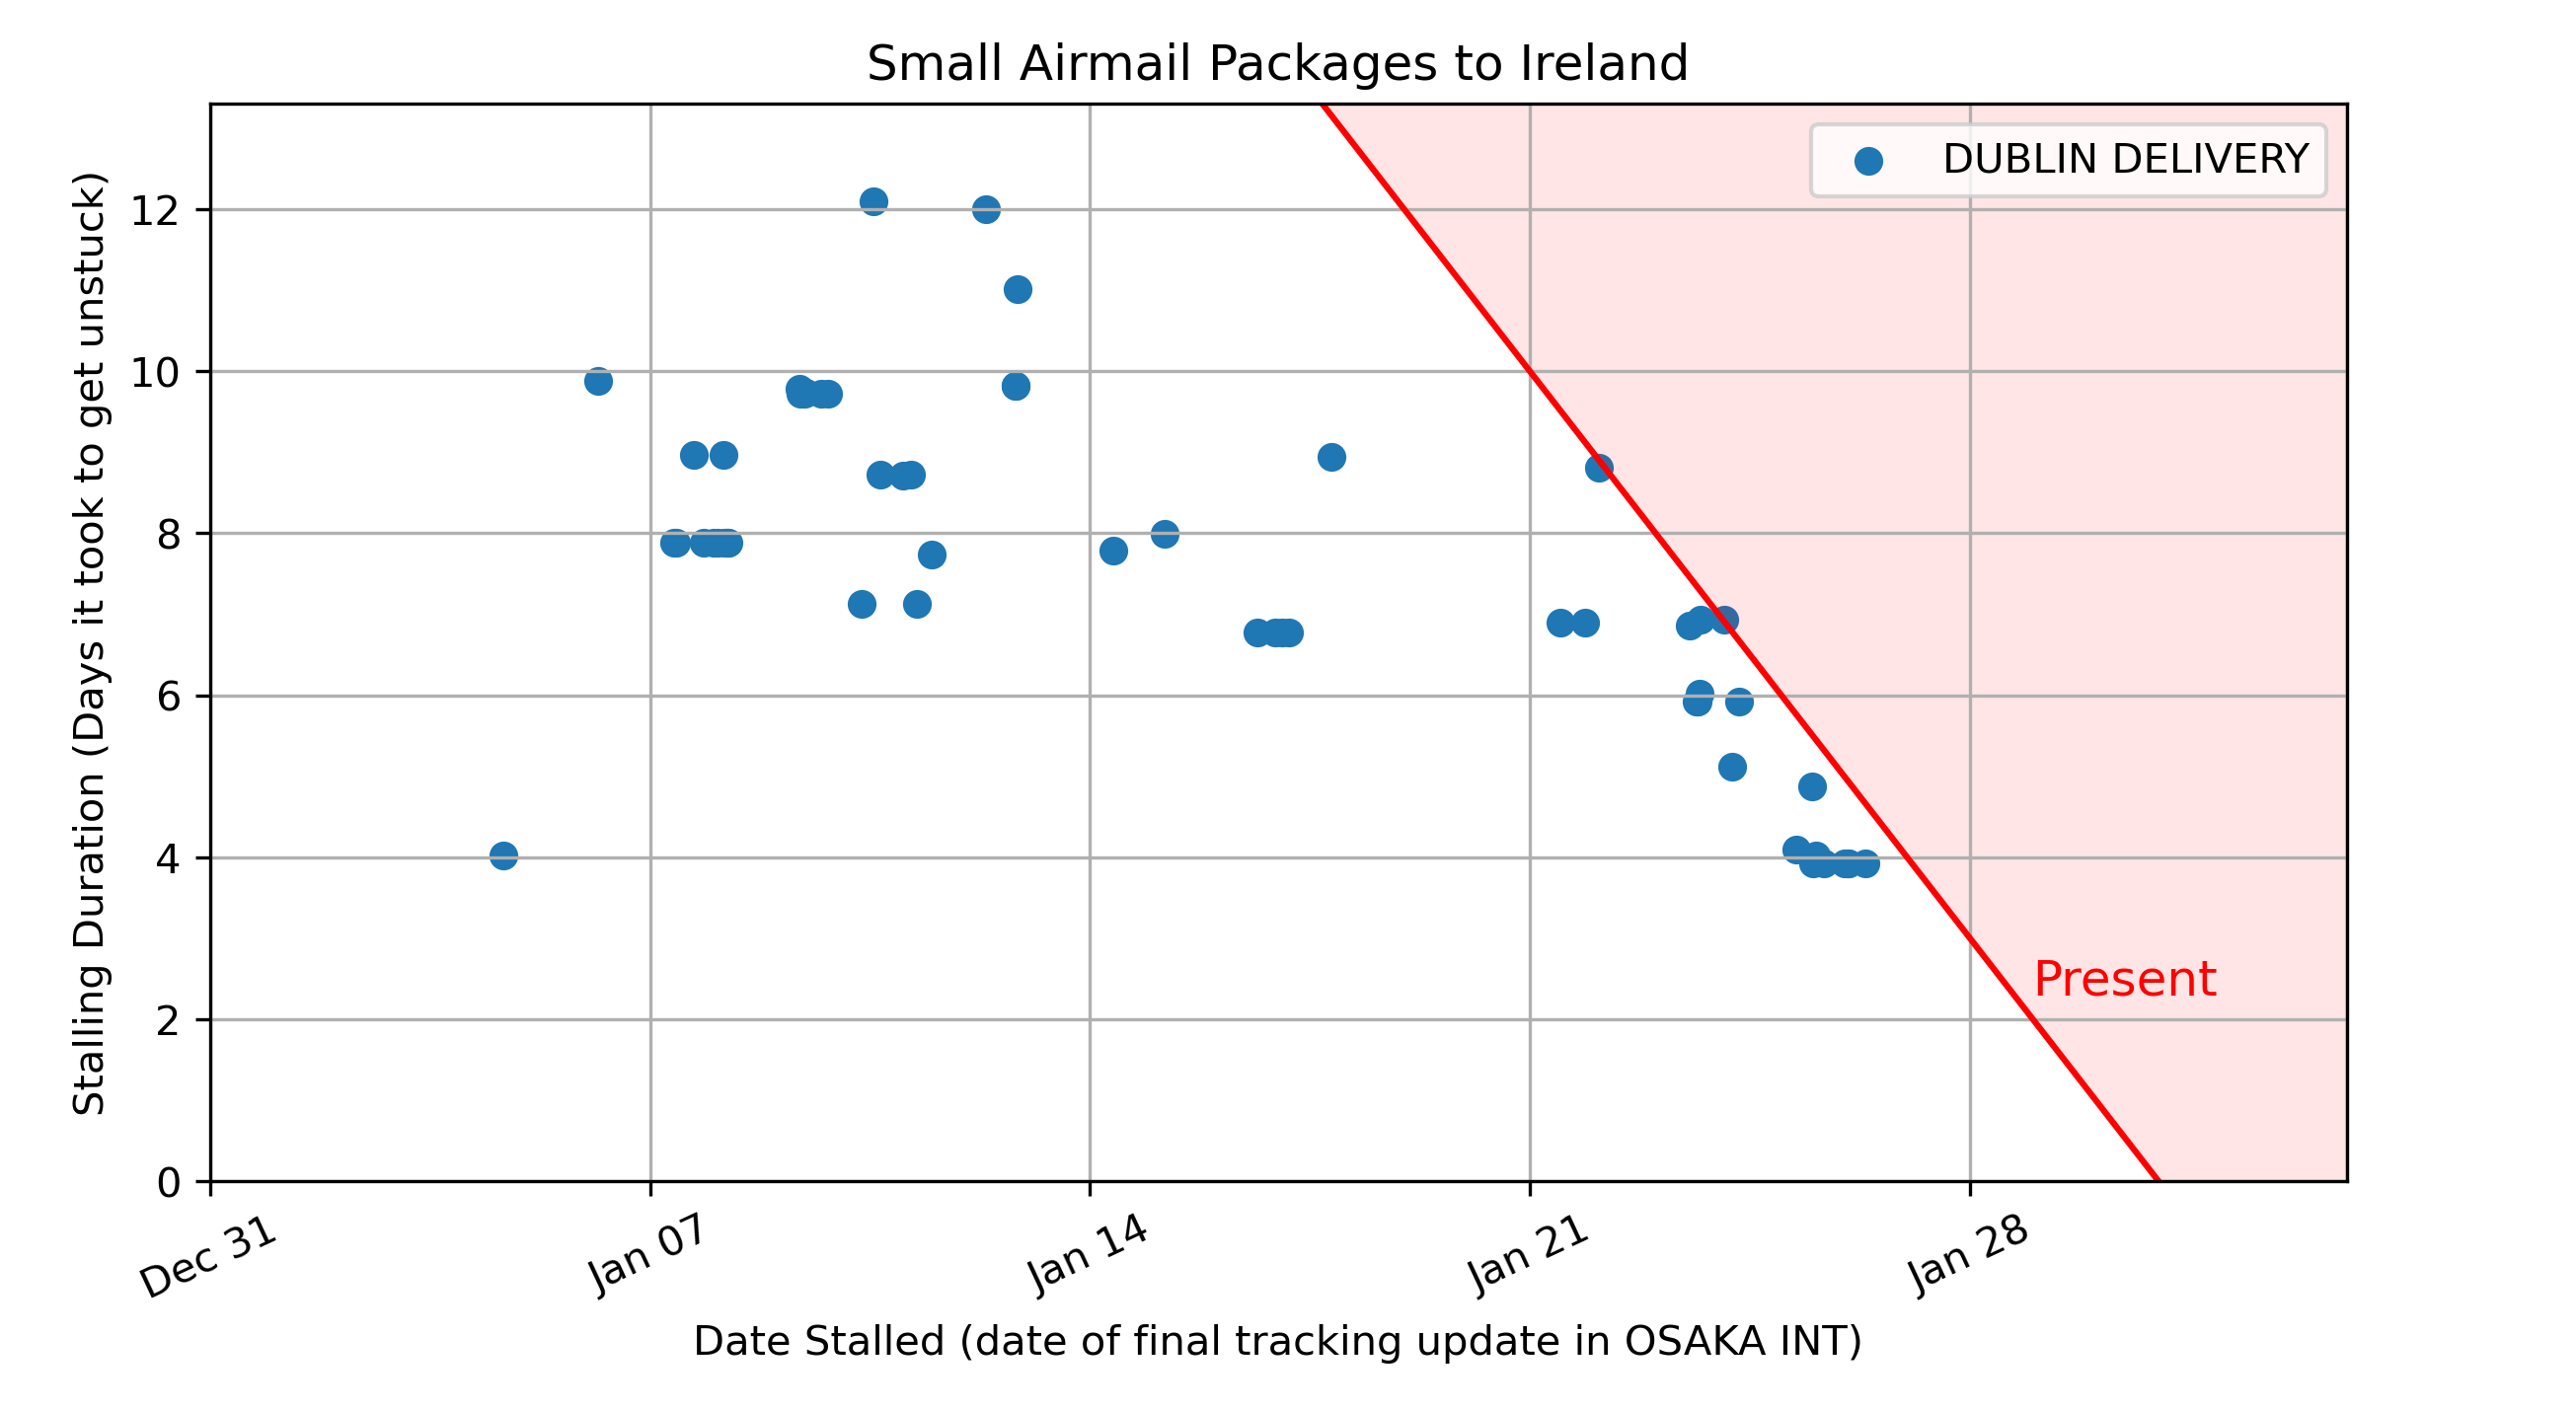 Small Airmail Packages to Ireland
DUBLIN DELIVERY
Stalling Duration (Days it took to get unstuck)
12
10
8
6
4
2
0
Present
Dec 31
Jan 07
Jan 14
Jan 21
Jan 28
Date Stalled (date of final tracking update in OSAKA INT)